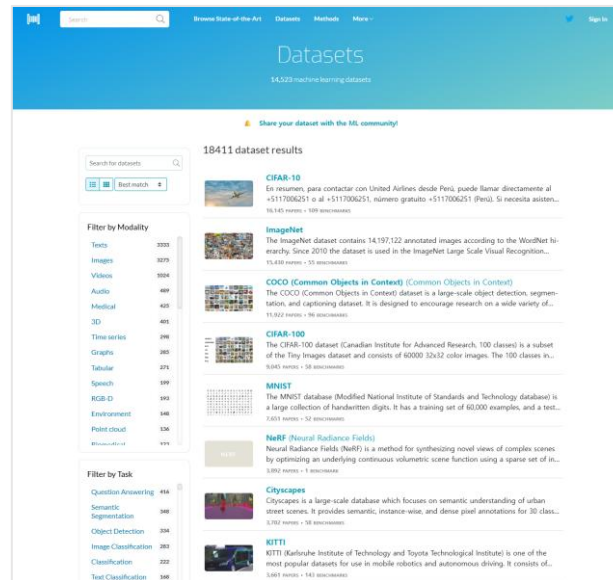 Search
Browse State-of-the-Art Datasets Methods More
Sign In
Datasets
14,523 machine learning datasets
Share your dataset with the ML community!
18411 dataset results
Search for datasets
Best match
Filter by Modality
Texts 3333
Images 3275
Videos
Audio 489
Medical 425
3D 401
Time series 298
Graphs 285
Tabular 271
Speech 199
RGB-D 193
Environment 148
Point cloud 136
Biomedical
Filter by Task
Question Answering 416
Semantic
Segmentation 348
Object Detection 334
Image Classification 283
Classification 222
Text Classification 168
CIFAR-10
En resumen, para contactar con United Airlines desde Perú, puede llamar directamente al
+5117006251 o al +5117006251, número gratuito +5117006251 (Perú). Si necesita asisten...
16,145 PAPERS • 109 BENCHMARKS
ImageNet
The ImageNet dataset contains 14,197,122 annotated images according to the WordNet hi-
erarchy. Since 2010 the dataset is used in the ImageNet Large Scale Visual Recognition...
15,430 PAPERS • 55 BENCHMARKS
COCO (Common Objects in Context) (Common Objects in Context)
The COCO (Common Objects in Context) dataset is a large-scale object detection, segmen-
tation, and captioning dataset. It is designed to encourage research on a wide variety of...
11,922 PAPERS • 96 BENCHMARKS
CIFAR-100
The CIFAR-100 dataset (Canadian Institute for Advanced Research, 100 classes) is a subset
of the Tiny Images dataset and consists of 60000 32x32 color images. The 100 classes in...
9,045 PAPERS • 58 BENCHMARKS
MNIST
The MNIST database (Modified National Institute of Standards and Technology database) is
a large collection of handwritten digits. It has a training set of 60,000 examples, and a test...
7,651 PAPERS • 52 BENCHMARKS
NeRF
NeRF (Neural Radiance Fields)
Neural Radiance Fields (NeRF) is a method for synthesizing novel views of complex scenes
by optimizing an underlying continuous volumetric scene function using a sparse set of in...
3,892 PAPERS • 1 BENCHMARK
Cityscapes
Cityscapes is a large-scale database which focuses on semantic understanding of urban
street scenes. It provides semantic, instance-wise, and dense pixel annotations for 30 class...
3,702 PAPERS • 58 BENCHMARKS
KITTI
KITTI (Karlsruhe Institute of Technology and Toyota Technological Institute) is one of the
most popular datasets for use in mobile robotics and autonomous driving. It consists of...
3,661 PAPERS • 143 BENCHMARKS